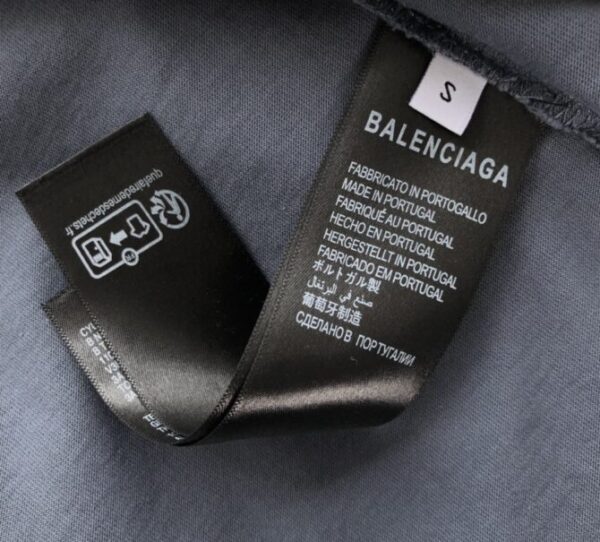 S
BALENCIAGA
FABBRICATO IN PORTOGALLO
MADE IN PORTUGAL
FABRIQUÉ AU PORTUGAL
HECHO EN PORTUGAL
HERGESTELLT IN PORTUGAL
FABRICADO EM PORTUGAL
ポルトガル製
صنع في البرتغال
葡萄牙制造
СДЕЛАНО В ПОРТУГАЛИИ
quefairedemesdechets.fr